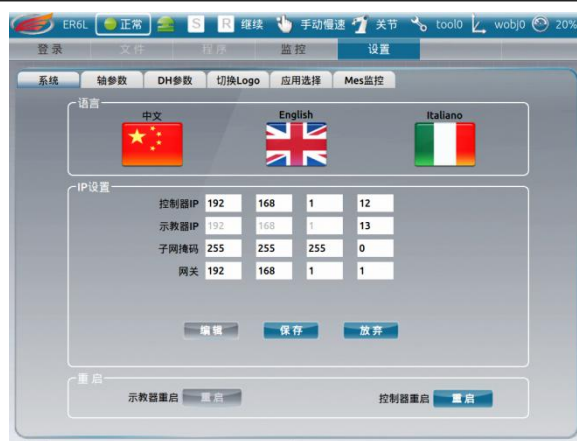 ER6L 正常 S R 继续 手动慢速 关节 tool0 wobj0 20%
登录 文件 程序 监控 设置
系统 轴参数 DH参数 切换Logo 应用选择 Mes监控
语言
中文 English Italiano
IP设置
控制器IP 192 168 1 12
示教器IP 192 168 1 13
子网掩码 255 255 255 0
网关 192 168 1 1
编辑 保存 放弃
重启
示教器重启 重启 控制器重启 重启